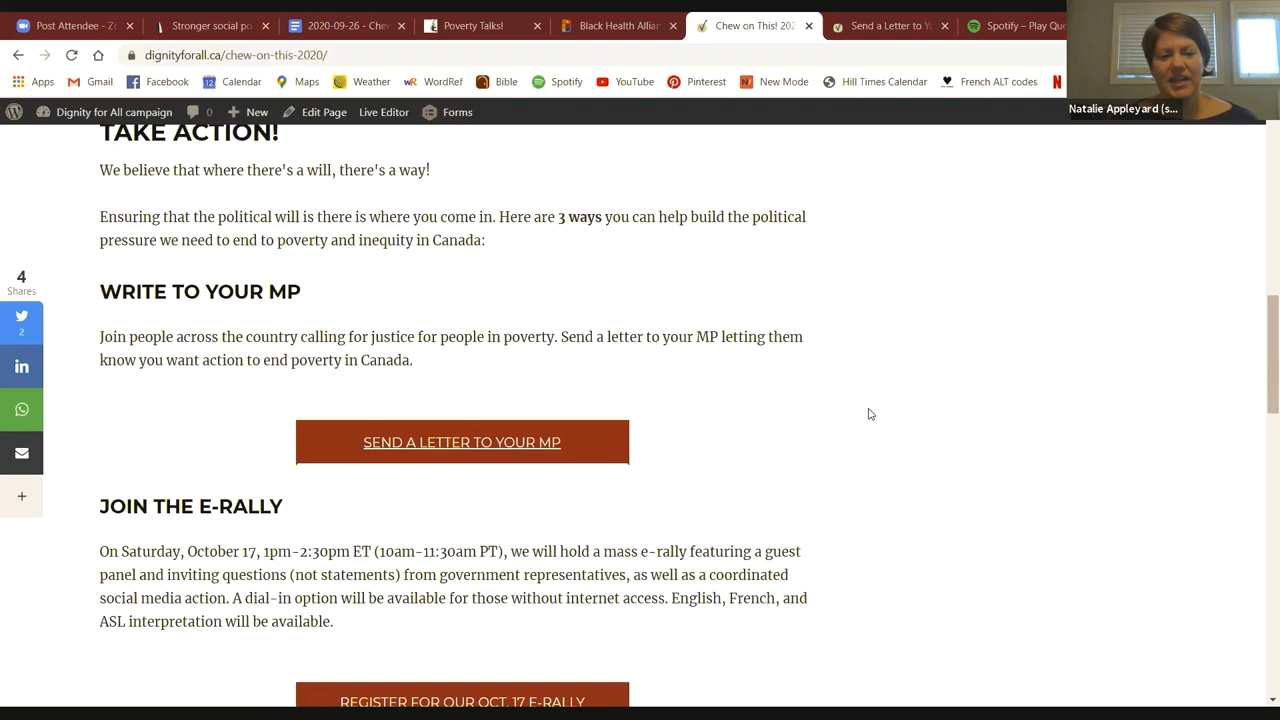 Post Attendee - Z
Stronger social po
2020-09-26 - Che
Poverty Talks!
Black Health Allian
Chew on This! 202
Send a Letter to Yo
Spotify – Play Que
dignityforall.ca/chew-on-this-2020/
Apps
Gmail
Facebook
Calendar
Maps
Weather
WordRef
Bible
Spotify
YouTube
Pinterest
New Mode
Hill Times Calendar
French ALT codes
Natalie Appleyard (s...
Dignity for All campaign
0
New
Edit Page
Live Editor
Forms
TAKE ACTION!
We believe that where there's a will, there's a way!
Ensuring that the political will is there is where you come in. Here are 3 ways you can help build the political
pressure we need to end to poverty and inequity in Canada:
4
Shares
2
WRITE TO YOUR MP
Join people across the country calling for justice for people in poverty. Send a letter to your MP letting them
know you want action to end poverty in Canada.
SEND A LETTER TO YOUR MP
JOIN THE E-RALLY
On Saturday, October 17, 1pm-2:30pm ET (10am-11:30am PT), we will hold a mass e-rally featuring a guest
panel and inviting questions (not statements) from government representatives, as well as a coordinated
social media action. A dial-in option will be available for those without internet access. English, French, and
ASL interpretation will be available.
REGISTER FOR OUR OCT. 17 E-RALLY